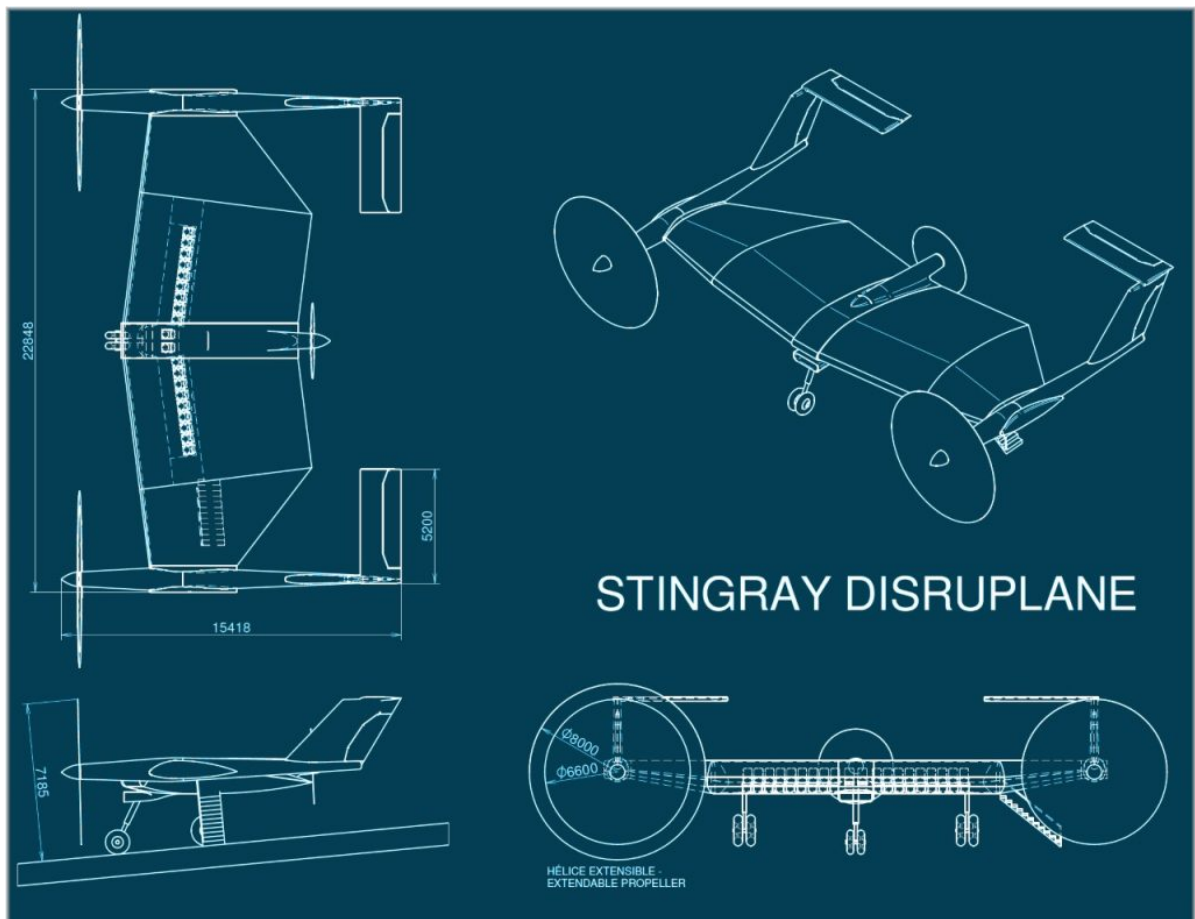 22848
5200
15418
STINGRAY DISRUPLANE
7185
Φ8000
Φ6600
HÉLICE EXTENSIBLE -
EXTENDABLE PROPELLER